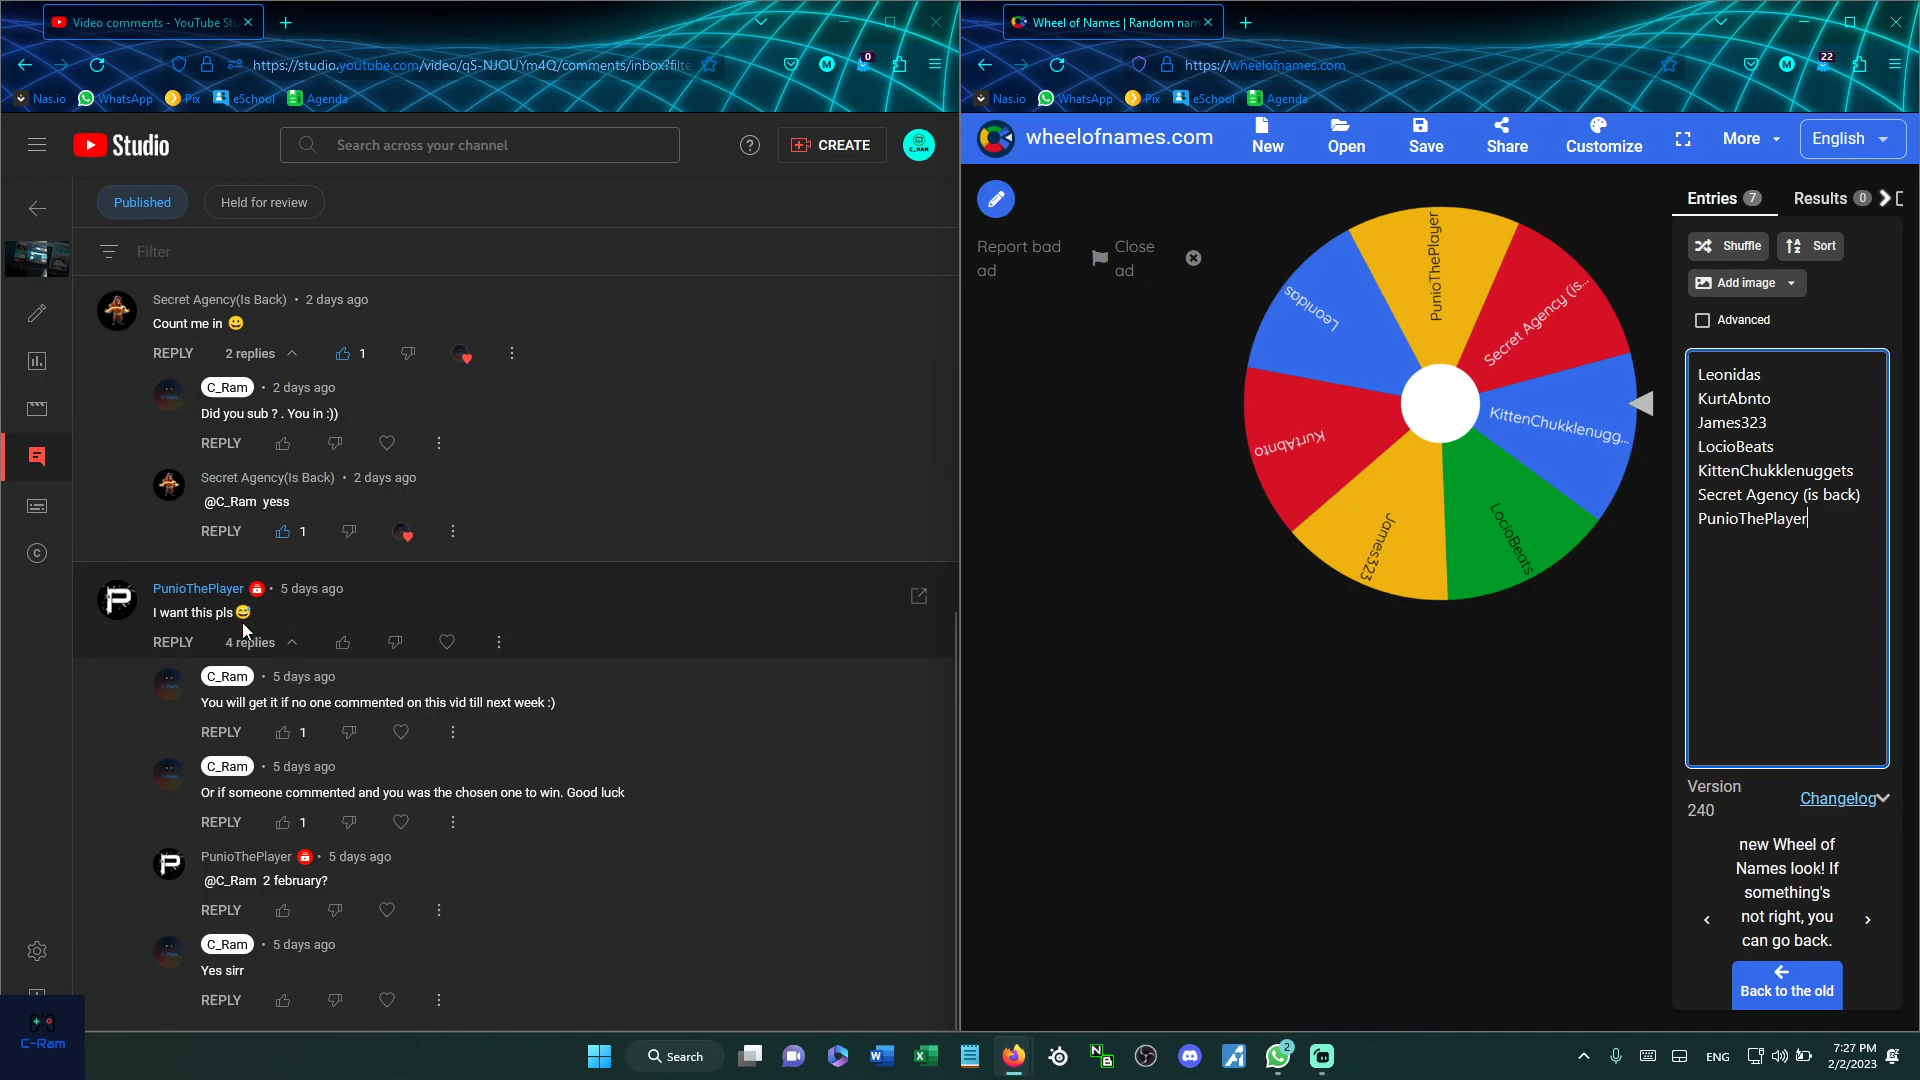 Video comments - YouTube Stu
https://studio.youtube.com/video/qS-NJOUYm4Q/comments/inbox?filte
0
Nas.io WhatsApp Pix eSchool Agenda
Studio
Search across your channel
CREATE
Published
Held for review
Filter
Secret Agency(Is Back) • 2 days ago
Count me in 😀
REPLY 2 replies 1
C_Ram • 2 days ago
Did you sub ? . You in :))
REPLY
Secret Agency(Is Back) • 2 days ago
@C_Ram yess
REPLY 1
PunioThePlayer • 5 days ago
I want this pls😅
REPLY 4 replies
C_Ram • 5 days ago
You will get it if no one commented on this vid till next week :)
REPLY 1
C_Ram • 5 days ago
Or if someone commented and you was the chosen one to win. Good luck
REPLY 1
PunioThePlayer • 5 days ago
@C_Ram 2 february?
REPLY
C_Ram • 5 days ago
Yes sirr
REPLY
C-Ram
Wheel of Names | Random nam
https://wheelofnames.com
22
Nas.io WhatsApp Pix eSchool Agenda
wheelofnames.com
New Open Save Share Customize More English
Report bad ad
Close ad
PunioThePlayer
Secret Agency (is...
KittenChukklenugg...
LocioBeats
James323
KurtAbnto
Leonidas
Entries 7 Results 0
Shuffle Sort
Add image
Advanced
Leonidas
KurtAbnto
James323
LocioBeats
KittenChukklenuggets
Secret Agency (is back)
PunioThePlayer
Version 240
Changelog
new Wheel of
Names look! If
something's
not right, you
can go back.
Back to the old
Search
2
ENG
7:27 PM
2/2/2023